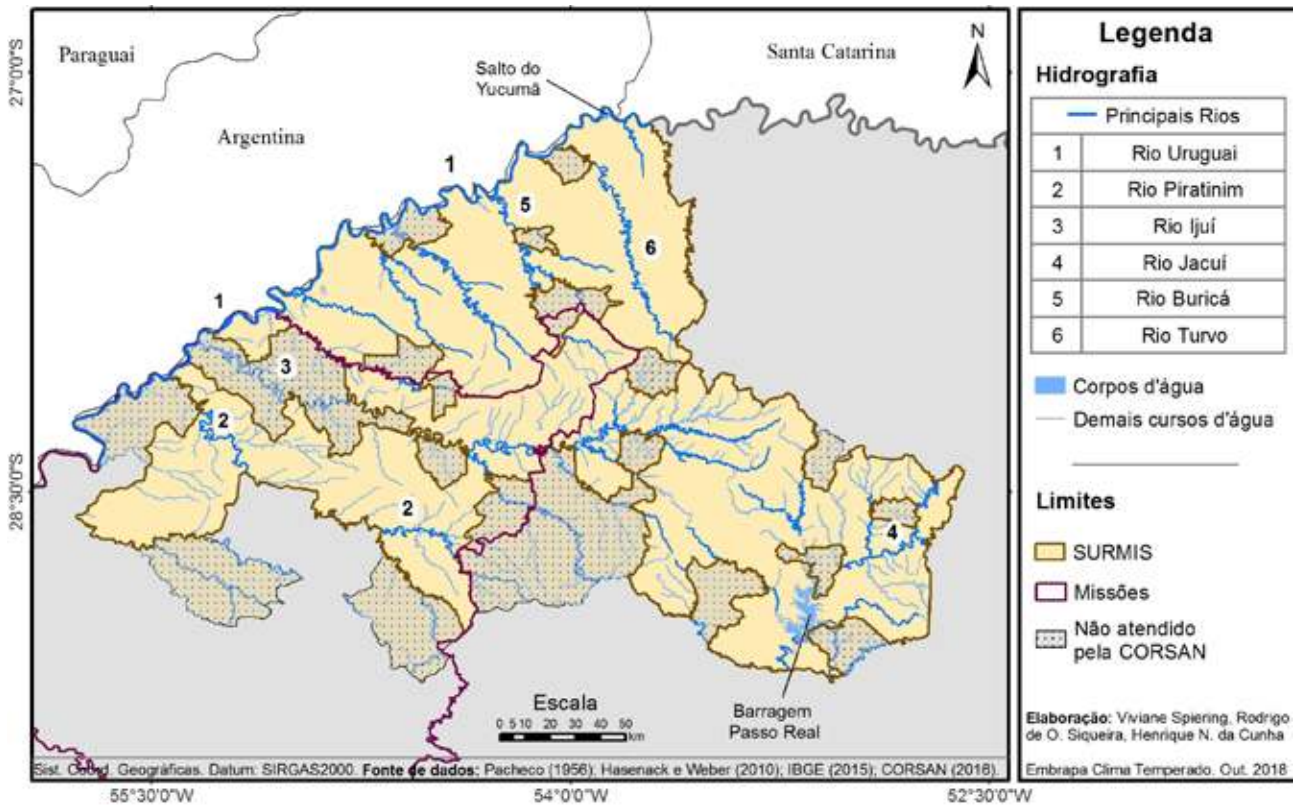 Paraguai
Argentina
Santa Catarina
Salto do
Yucumã
N
27°0'0"S
28°30'0"S
1
5
6
1
3
2
2
4
Escala
0 5 10 20 30 40 50
km
Barragem
Passo Real
Sist. Coord. Geográficas. Datum: SIRGAS2000. Fonte de dados: Pacheco (1956); Hasenack e Weber (2010); IBGE (2015); CORSAN (2018).
55°30'0"W
54°0'0"W
52°30'0"W
Legenda
Hidrografia
Principais Rios
1 Rio Uruguai
2 Rio Piratinim
3 Rio Ijuí
4 Rio Jacuí
5 Rio Buricá
6 Rio Turvo
Corpos d'água
Demais cursos d'água
Limites
SURMIS
Missões
Não atendido
pela CORSAN
Elaboração: Viviane Spiering, Rodrigo
de O. Siqueira, Henrique N. da Cunha
Embrapa Clima Temperado. Out. 2018